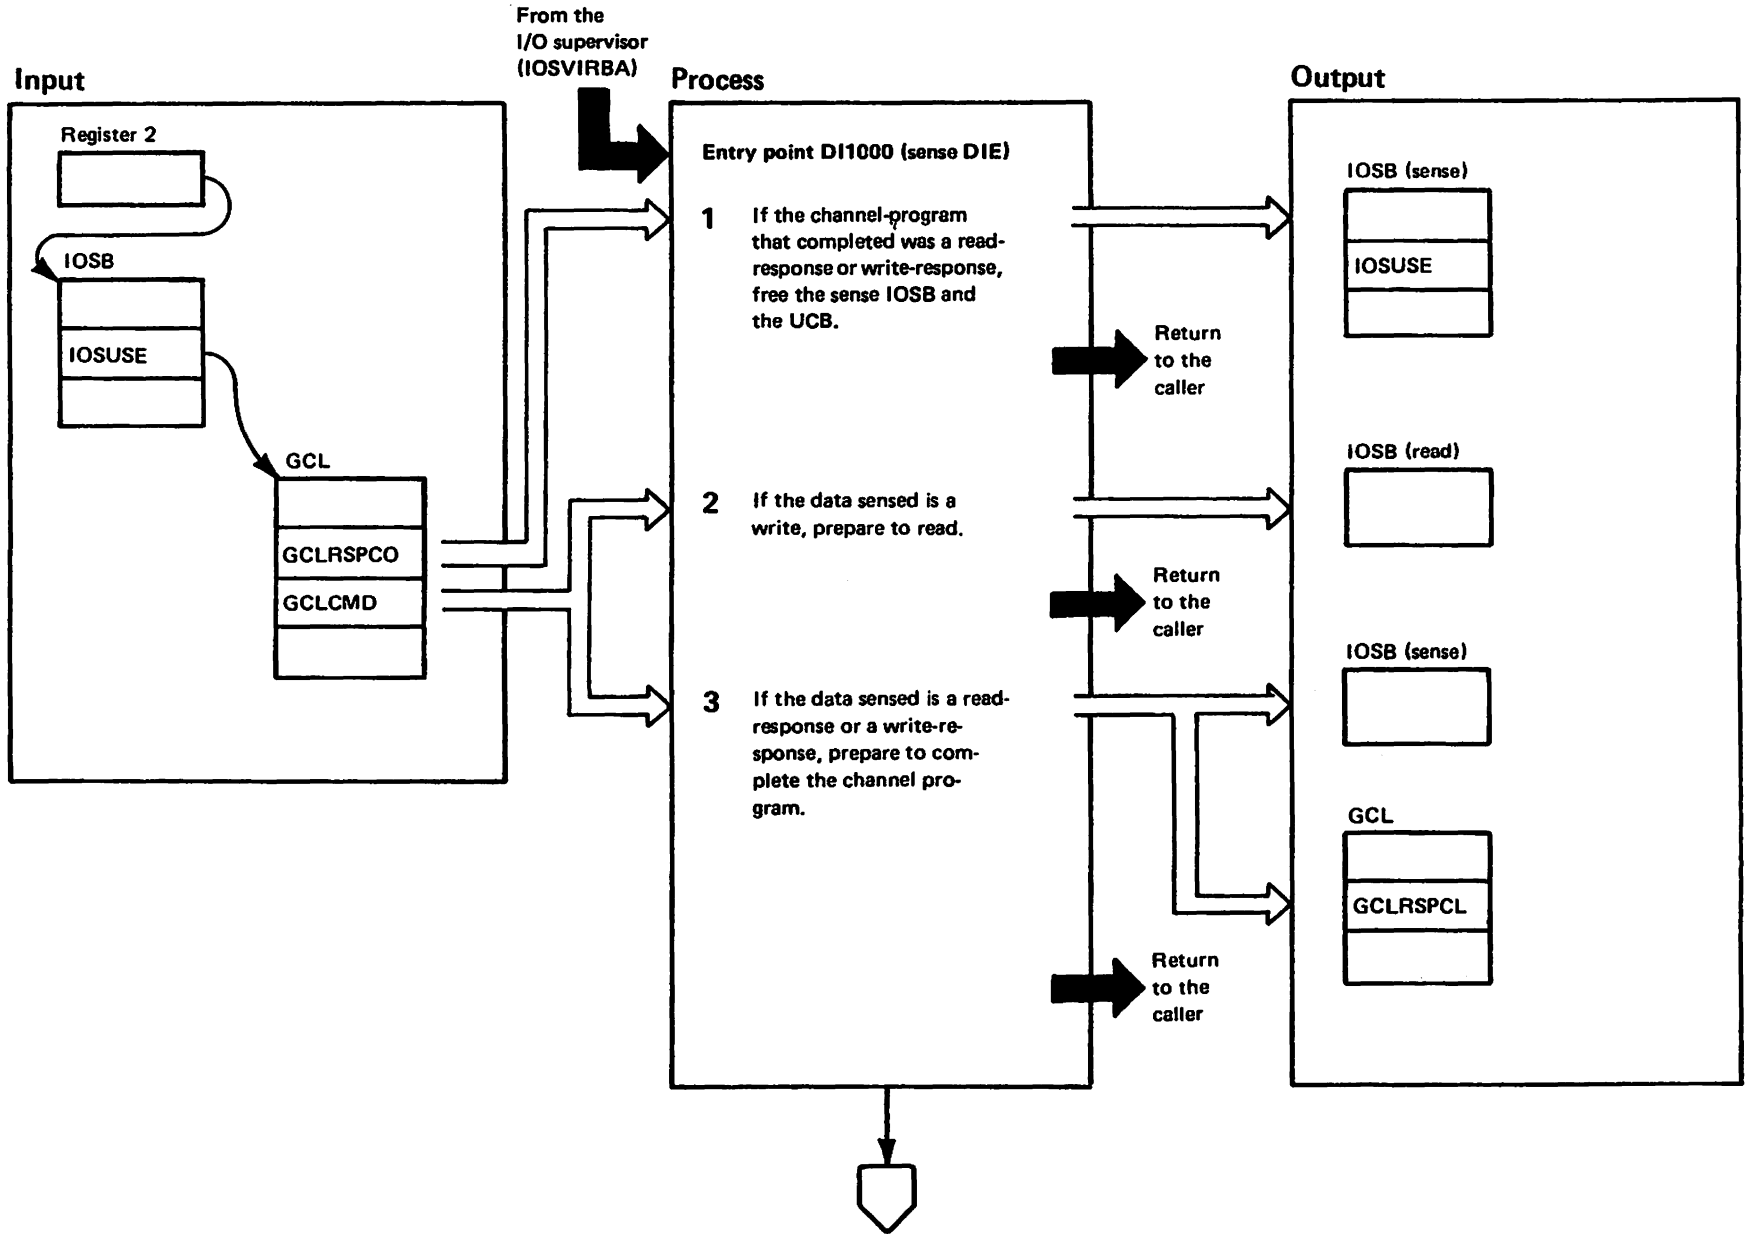 From the
I/O supervisor
(IOSVIRBA)
Input
Register 2
IOSB
IOSUSE
GCL
GCLRSPCO
GCLCMD
Process
Entry point DI1000 (sense DIE)
1 If the channel-program
that completed was a read-
response or write-response,
free the sense IOSB and
the UCB.
Return
to the
caller
2 If the data sensed is a
write, prepare to read.
Return
to the
caller
3 If the data sensed is a read-
response or a write-re-
sponse, prepare to com-
plete the channel pro-
gram.
Return
to the
caller
Output
IOSB (sense)
IOSUSE
IOSB (read)
IOSB (sense)
GCL
GCLRSPCL